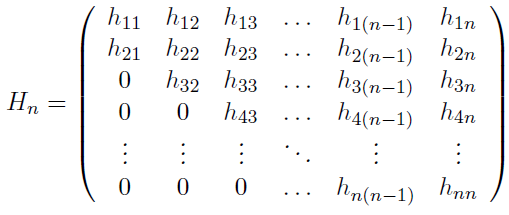 h₁₁ h₁₂ h₁₃ … h₁₍ₙ₋₁₎ h₁ₙ
h₂₁ h₂₂ h₂₃ … h₂₍ₙ₋₁₎ h₂ₙ
0 h₃₂ h₃₃ … h₃₍ₙ₋₁₎ h₃ₙ
Hₙ = 0 0 h₄₃ … h₄₍ₙ₋₁₎ h₄ₙ
⋮ ⋮ ⋮ ⋱ ⋮ ⋮
0 0 0 … hₙ₍ₙ₋₁₎ hₙₙ